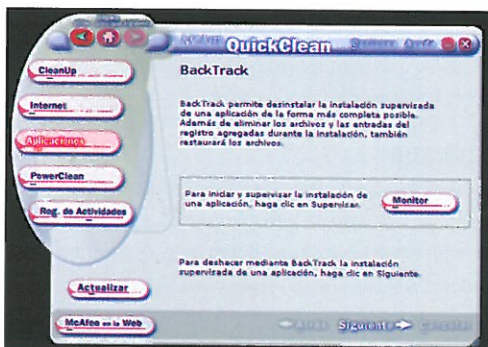 QuickClean
CleanUp
Internet
Aplicaciones
PowerClean
Reg. de Actividades
Actualizar
McAfee en la Web
BackTrack
BackTrack permite desinstalar la instalación supervisada
de una aplicación de la forma más completa posible.
Además de eliminar los archivos y las entradas del
registro agregadas durante la instalación, también
restaurará los archivos.
Para iniciar y supervisar la instalación de
una aplicación, haga clic en Supervisar.
Monitor
Para deshacer mediante BackTrack la instalación
supervisada de una aplicación, haga clic en Siguiente.
Atrás Siguiente Cancelar